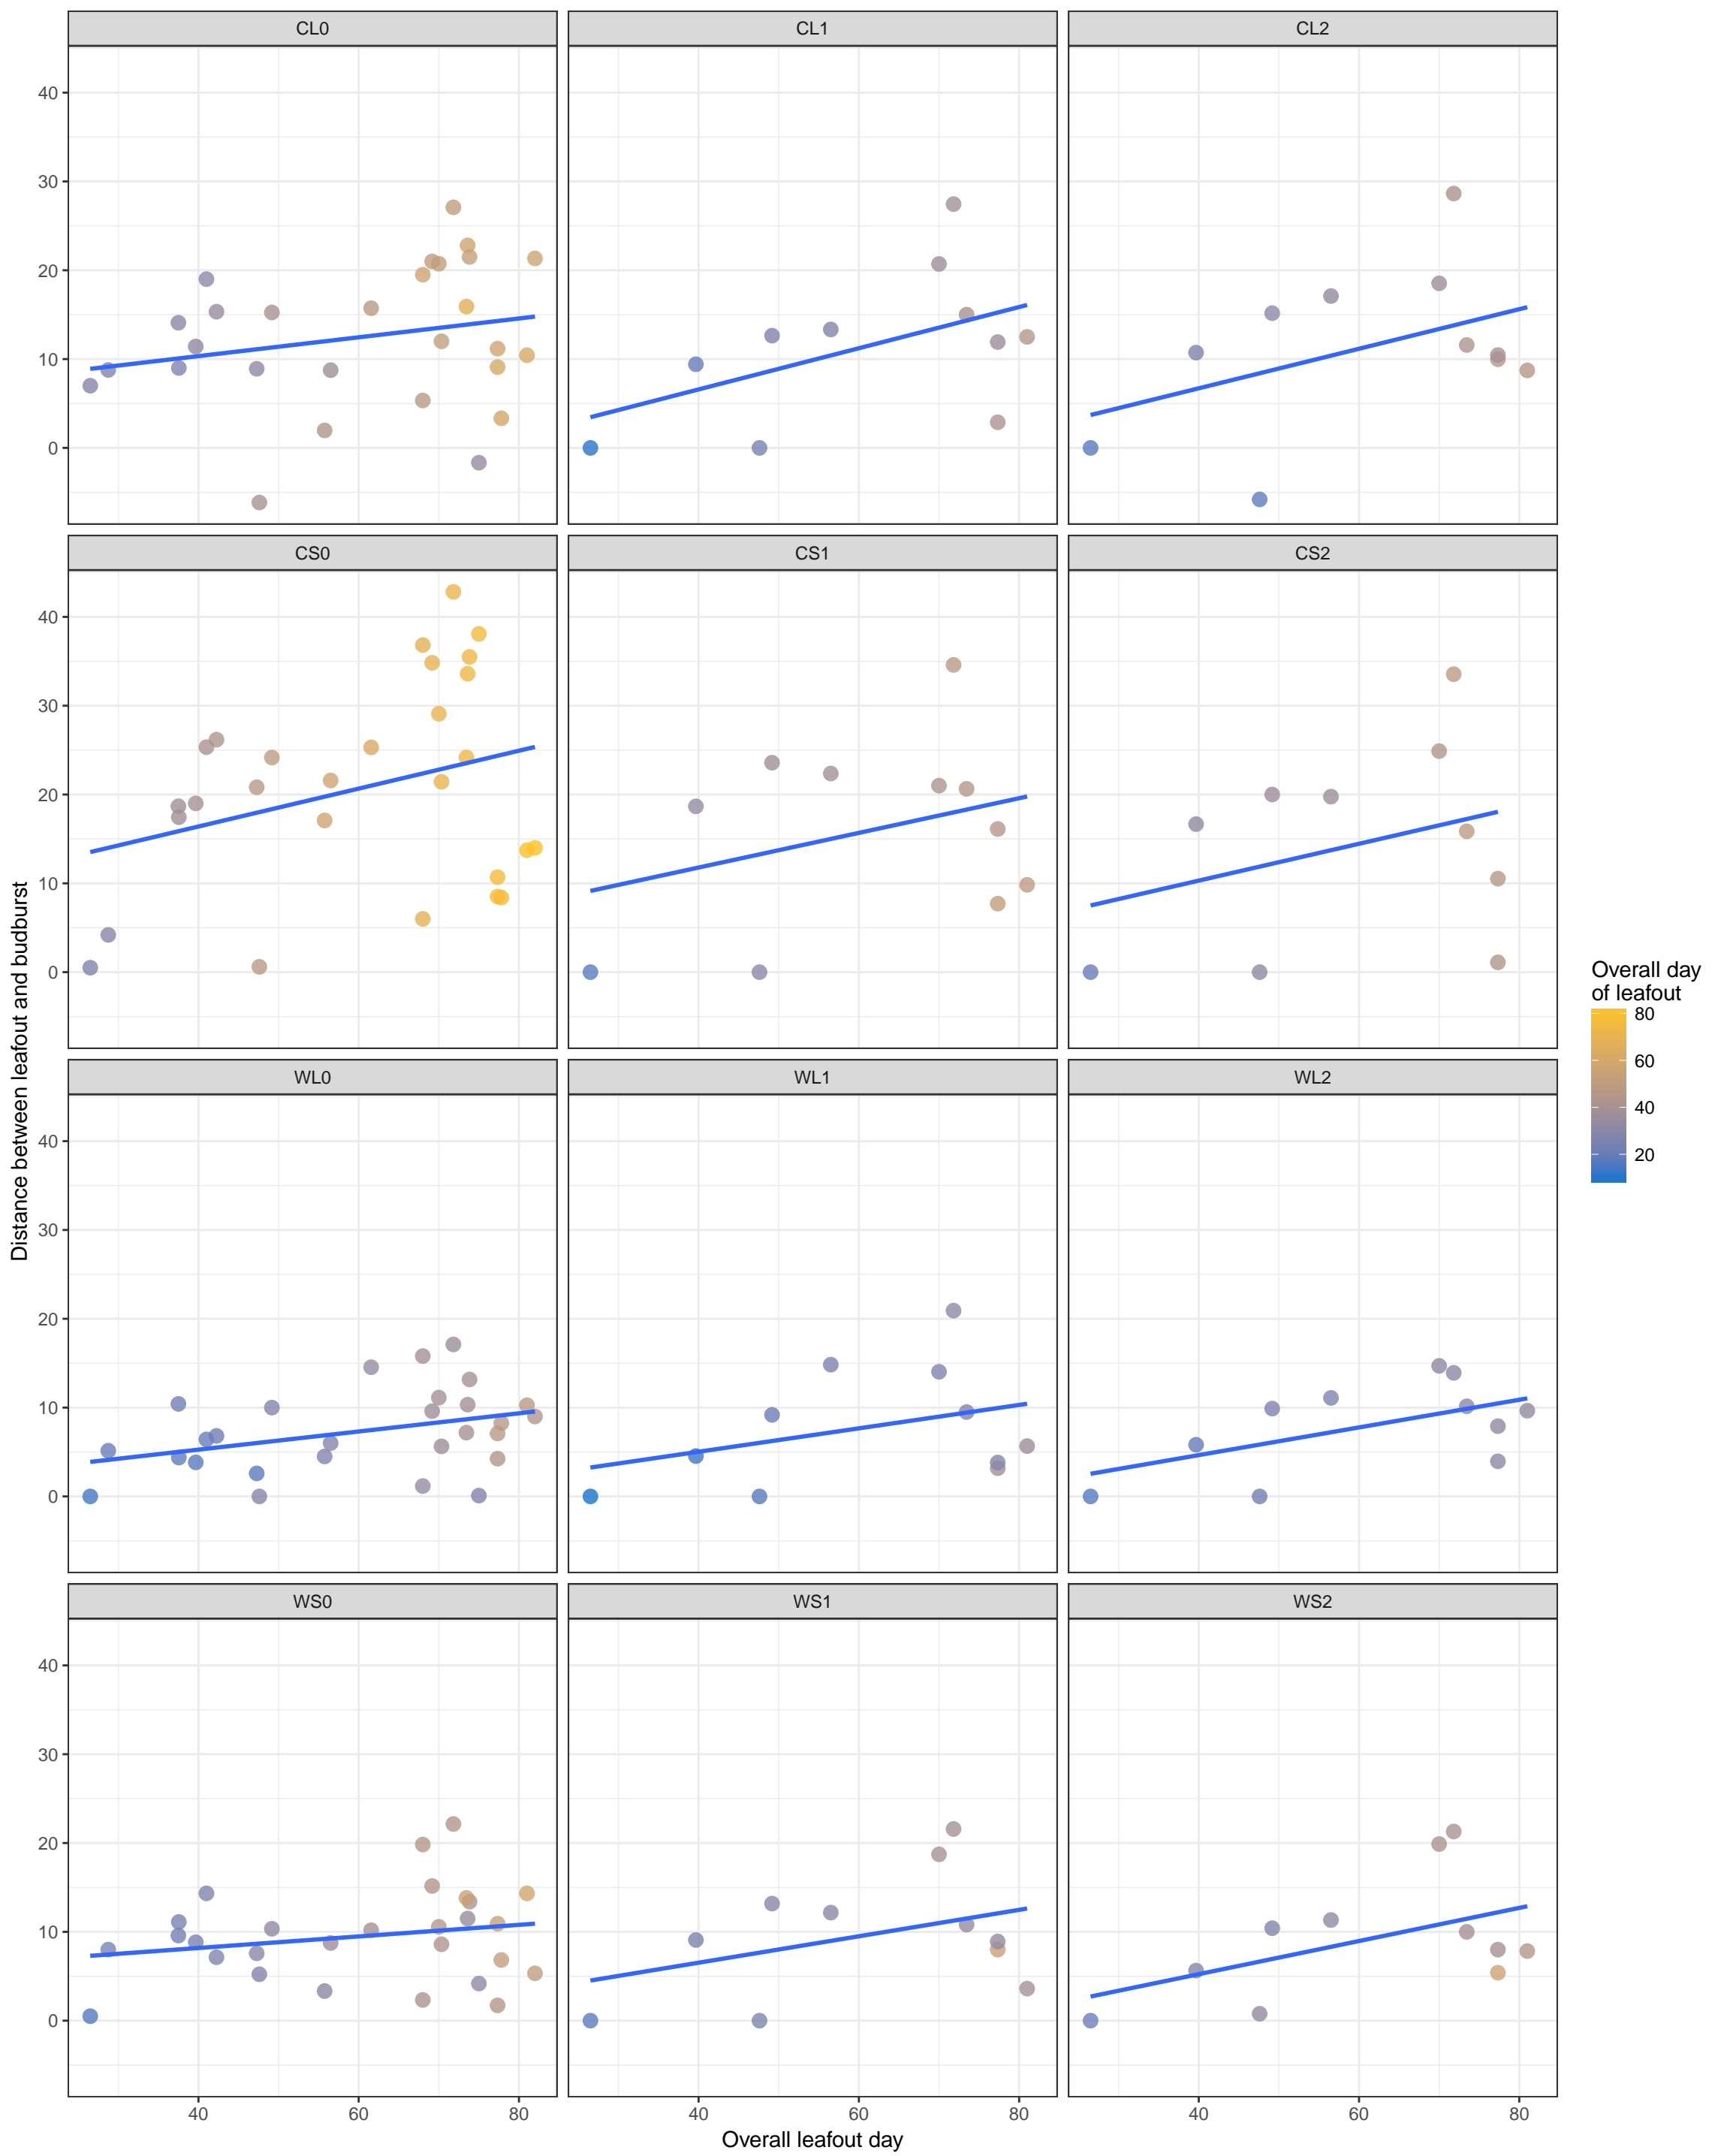 CL0 CL1 CL2
40
30
20
10
0
CS0 CS1 CS2
40
30
20
10
0
WL0 WL1 WL2
40
30
20
10
0
WS0 WS1 WS2
40
30
20
10
0
40 60 80 40 60 80 40 60 80
Overall leafout day
Distance between leafout and budburst
Overall day
of leafout
80
60
40
20